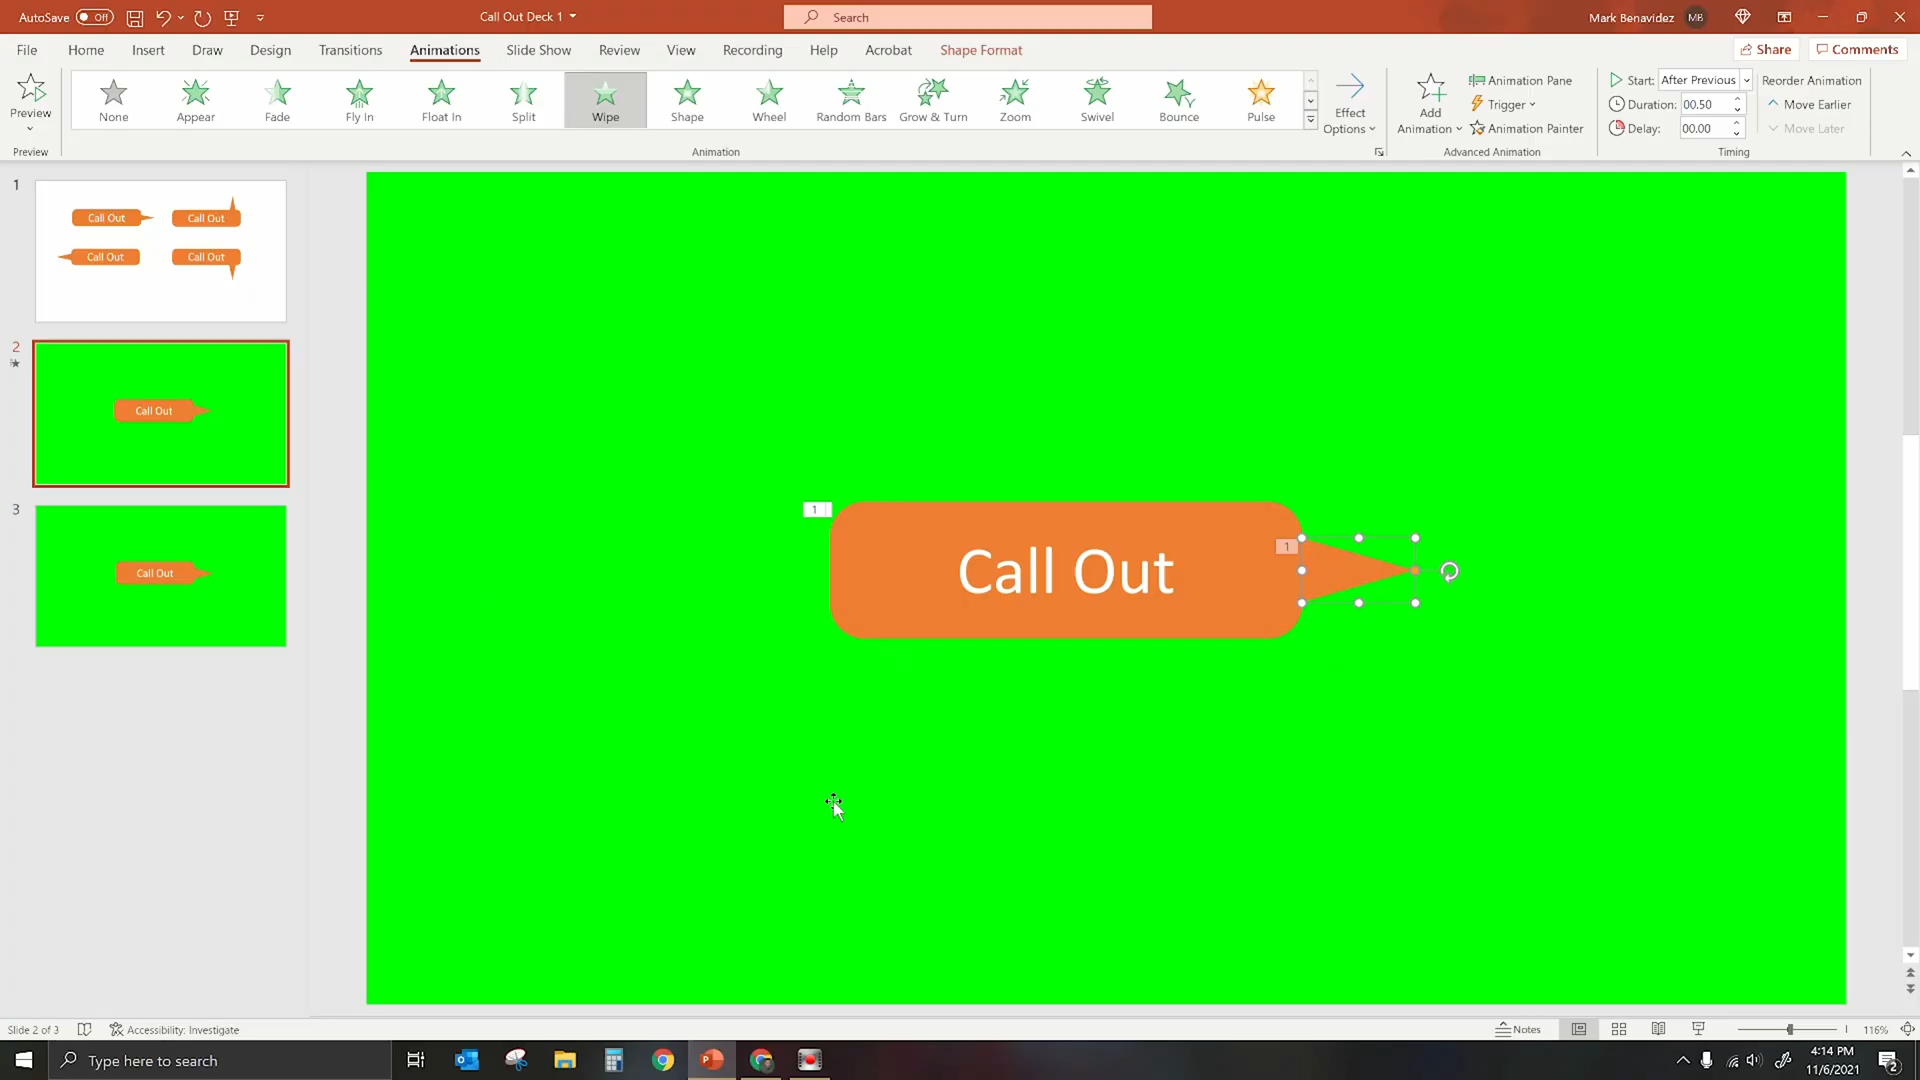 AutoSave Off Call Out Deck 1 Search Mark Benavidez MB
File Home Insert Draw Design Transitions Animations Slide Show Review View Recording Help Acrobat Shape Format Share Comments
Preview None Appear Fade Fly In Float In Split Wipe Shape Wheel Random Bars Grow & Turn Zoom Swivel Bounce Pulse
Effect Options
Add Animation
Animation Pane
Trigger
Animation Painter
Start: After Previous
Duration: 00.50
Delay: 00.00
Reorder Animation
Move Earlier
Move Later
Preview Animation Advanced Animation Timing
1
Call Out Call Out
Call Out Call Out
2
Call Out
3
Call Out
1
1
Call Out
Slide 2 of 3 Accessibility: Investigate Notes 116%
Type here to search
4:14 PM
11/6/2021
2